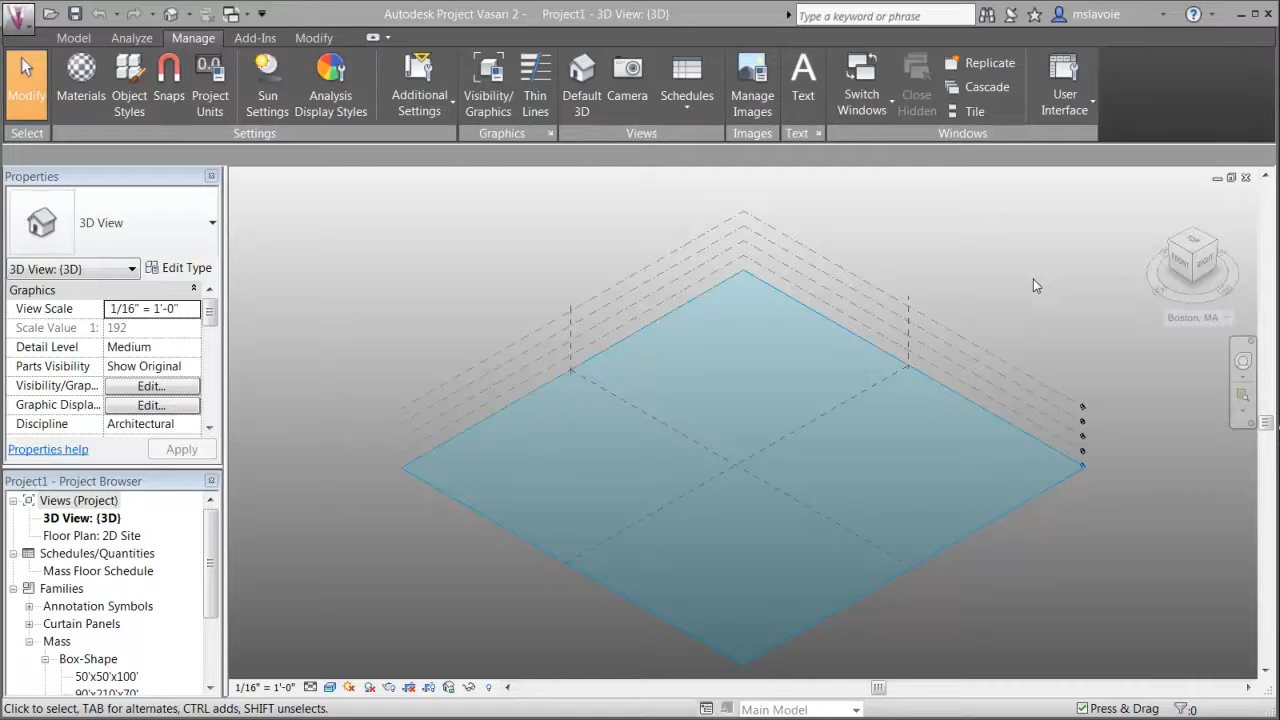 Autodesk Project Vasari 2 - Project1 - 3D View: {3D}
Type a keyword or phrase
mslavoie
Model Analyze Manage Add-Ins Modify
Modify
Materials
Object Styles
Snaps
Project Units
Sun Settings
Analysis Display Styles
Additional Settings
Visibility/ Graphics
Thin Lines
Default 3D
Camera
Schedules
Manage Images
Text
Switch Windows
Close Hidden
Replicate
Cascade
Tile
User Interface
Select Settings Graphics Views Images Text Windows
Properties
3D View
3D View: {3D} Edit Type
Graphics
View Scale 1/16" = 1'-0"
Scale Value 1: 192
Detail Level Medium
Parts Visibility Show Original
Visibility/Grap... Edit...
Graphic Displa... Edit...
Discipline Architectural
Properties help Apply
Project1 - Project Browser
Views (Project)
3D View: {3D}
Floor Plan: 2D Site
Schedules/Quantities
Mass Floor Schedule
Families
Annotation Symbols
Curtain Panels
Mass
Box-Shape
50'x50'x100'
90'x210'x70'
TOP
FRONT RIGHT
Boston, MA
1/16" = 1'-0"
Click to select, TAB for alternates, CTRL adds, SHIFT unselects.
Main Model
Press & Drag :0